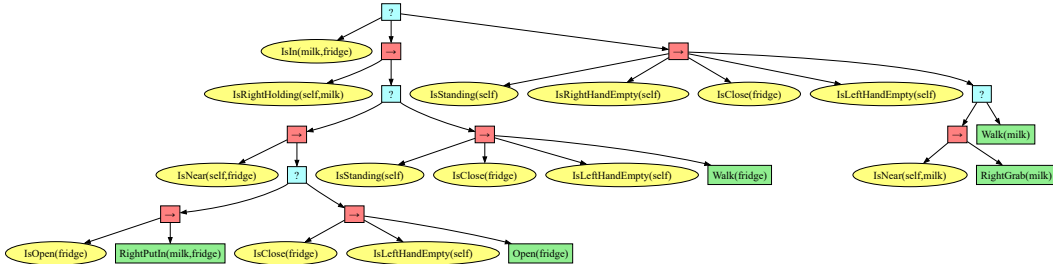 ?
IsIn(milk,fridge)
→
→
IsRightHolding(self,milk)
?
IsStanding(self)
IsRightHandEmpty(self)
IsClose(fridge)
IsLeftHandEmpty(self)
?
→
→
→
Walk(milk)
IsNear(self,fridge)
?
IsStanding(self)
IsClose(fridge)
IsLeftHandEmpty(self)
Walk(fridge)
IsNear(self,milk)
RightGrab(milk)
→
→
IsOpen(fridge)
RightPutIn(milk,fridge)
IsClose(fridge)
IsLeftHandEmpty(self)
Open(fridge)